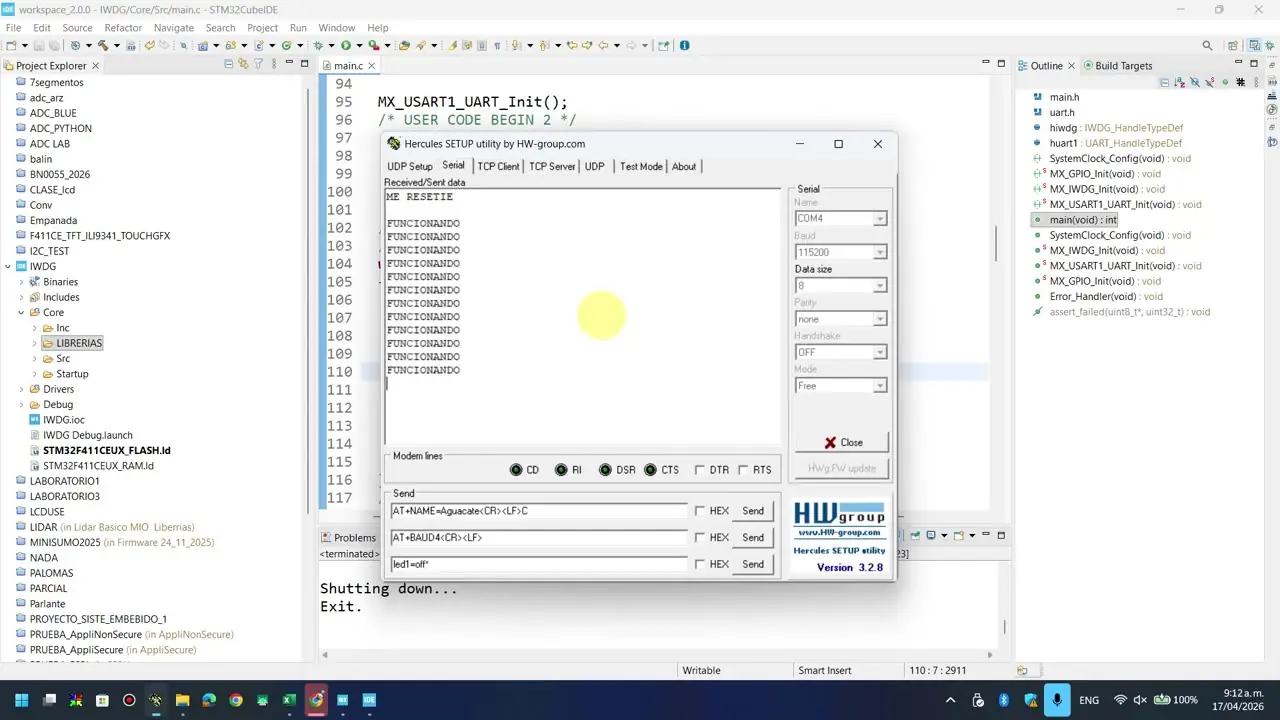 workspace_2.0.0 - IWDG/Core/Src/main.c - STM32CubeIDE
File Edit Source Refactor Navigate Search Project Run Window Help
Project Explorer
7segmentos
adc_arz
ADC_BLUE
ADC_PYTHON
ADC LAB
balin
BN0055_2026
CLASE_lcd
Conv
Empanada
F411CE_TFT_ILI9341_TOUCHGFX
I2C_TEST
IWDG
Binaries
Includes
Core
Inc
LIBRERIAS
Src
Startup
Drivers
Debug
IWDG.ioc
IWDG Debug.launch
STM32F411CEUX_FLASH.ld
STM32F411CEUX_RAM.ld
LABORATORIO1
LABORATORIO3
LCDUSE
LIDAR (in Lidar Basico MIO Liberrias)
MINISUMO2025 (in Firmware 24_11_2025)
NADA
PALOMAS
PARCIAL
Parlante
PROYECTO_SISTE_EMBEBIDO_1
PRUEBA_AppliNonSecure (in AppliNonSecure)
PRUEBA_AppliSecure (in AppliSecure)
main.c
94
95 MX_USART1_UART_Init();
96 /* USER CODE BEGIN 2 */
97
98
99
100
101
102
103
104
105
106
107
108
109
110
111
112
113
114
115
116
117
Hercules SETUP utility by HW-group.com
UDP Setup Serial TCP Client TCP Server UDP Test Mode About
Received/Sent data
ME RESETIE
FUNCIONANDO
FUNCIONANDO
FUNCIONANDO
FUNCIONANDO
FUNCIONANDO
FUNCIONANDO
FUNCIONANDO
FUNCIONANDO
FUNCIONANDO
FUNCIONANDO
FUNCIONANDO
FUNCIONANDO
Serial
Name
COM4
Baud
115200
Data size
8
Parity
none
Handshake
OFF
Mode
Free
Close
HWg FW update
Modem lines
CD RI DSR CTS DTR RTS
Send
AT+NAME=Aguacate<CR><LF>C HEX Send
AT+BAUD4<CR><LF> HEX Send
led1=off* HEX Send
HWgroup
www.HW-group.com
Hercules SETUP utility
Version 3.2.8
Problems
<terminated>
23]
Shutting down...
Exit.
Outline Build Targets
main.h
uart.h
hiwdg : IWDG_HandleTypeDef
huart1 : UART_HandleTypeDef
SystemClock_Config(void) : void
MX_GPIO_Init(void) : void
MX_IWDG_Init(void) : void
MX_USART1_UART_Init(void) : void
main(void) : int
SystemClock_Config(void) : void
MX_IWDG_Init(void) : void
MX_USART1_UART_Init(void) : void
MX_GPIO_Init(void) : void
Error_Handler(void) : void
assert_failed(uint8_t*, uint32_t) : void
Writable Smart Insert 110 : 7 : 2911
ENG 100% 9:12 a. m.
17/04/2026